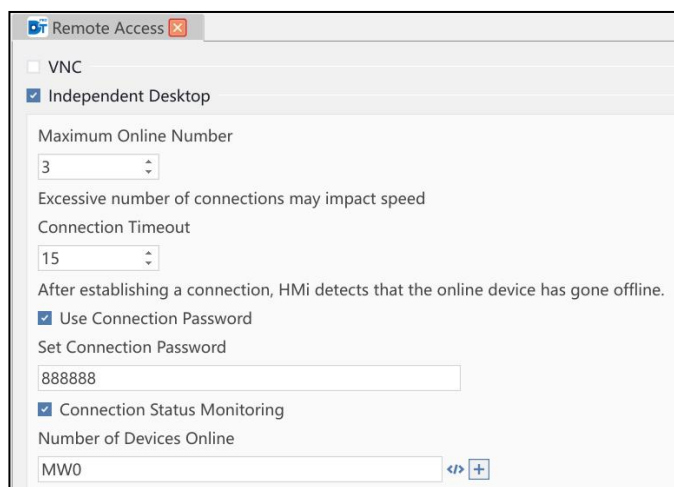 Remote Access
VNC
Independent Desktop
Maximum Online Number
3
Excessive number of connections may impact speed
Connection Timeout
15
After establishing a connection, HMi detects that the online device has gone offline.
Use Connection Password
Set Connection Password
888888
Connection Status Monitoring
Number of Devices Online
MW0